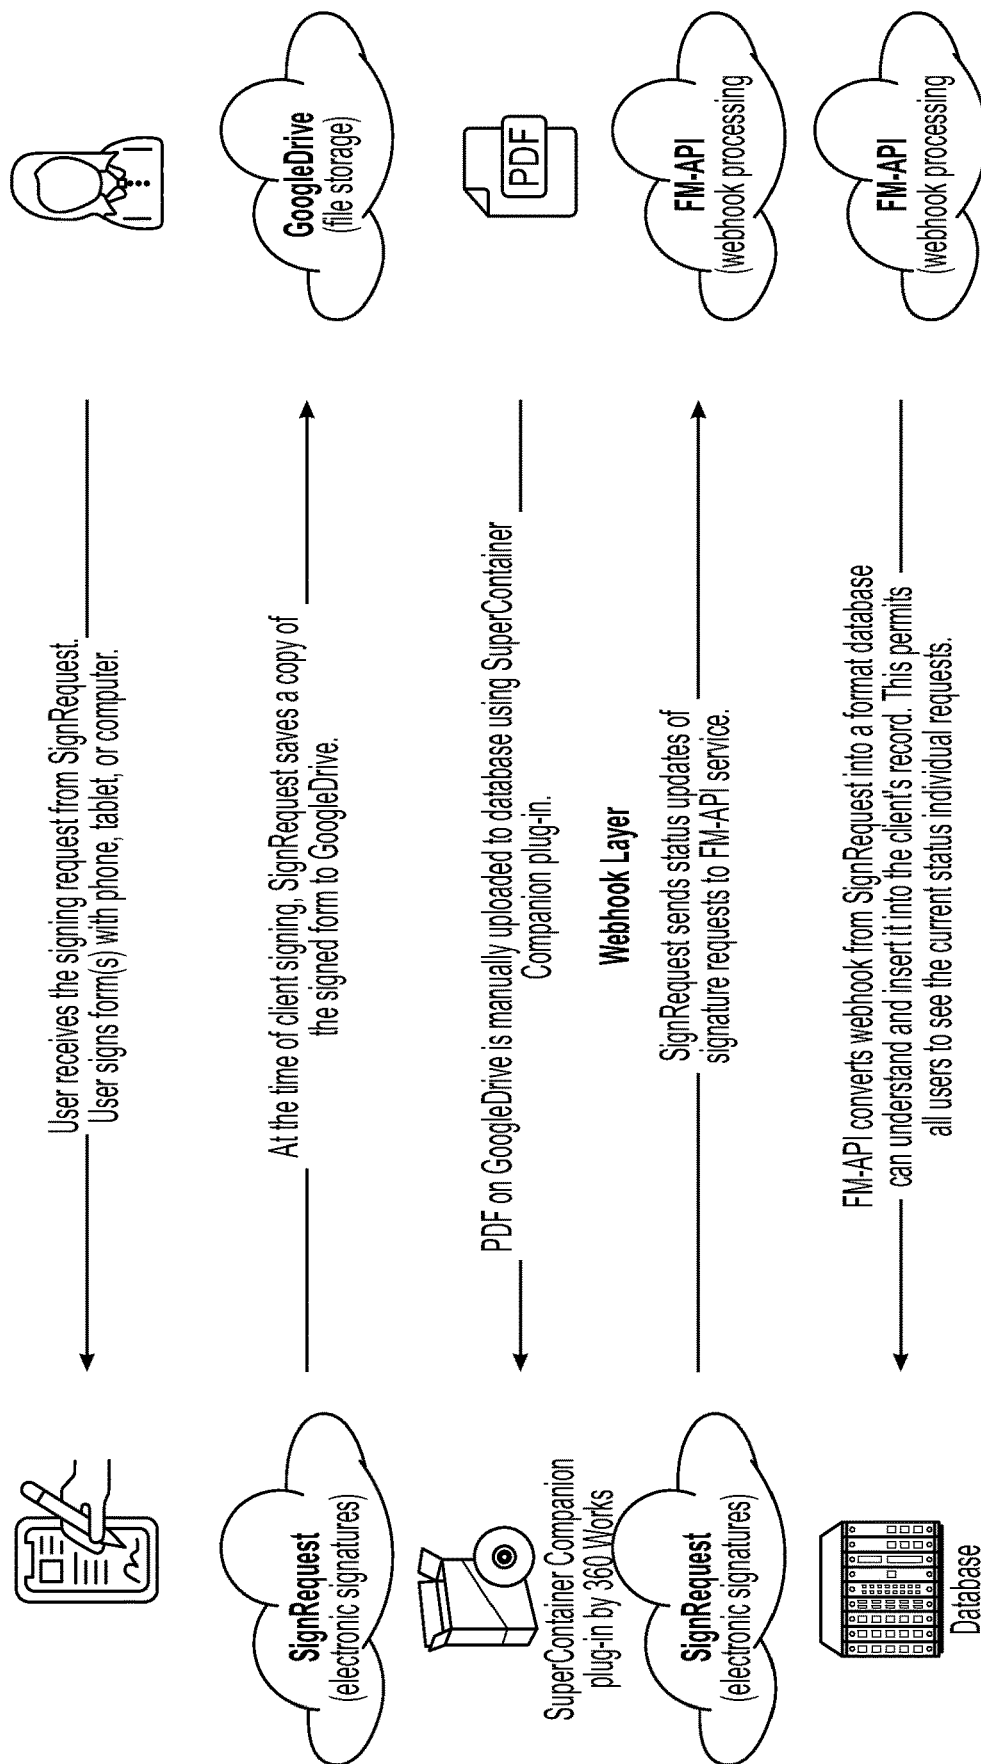 User receives the signing request from SignRequest.
User signs form(s) with phone, tablet, or computer.
SignRequest
(electronic signatures)
At the time of client signing, SignRequest saves a copy of
the signed form to GoogleDrive.
GoogleDrive
(file storage)
SuperContainer Companion
plug-in by 360 Works
PDF on GoogleDrive is manually uploaded to database using SuperContainer
Companion plug-in.
PDF
Webhook Layer
SignRequest
(electronic signatures)
SignRequest sends status updates of
signature requests to FM-API service.
FM-API
(webhook processing
Database
FM-API converts webhook from SignRequest into a format database
can understand and insert it into the client's record. This permits
all users to see the current status individual requests.
FM-API
(webhook processing